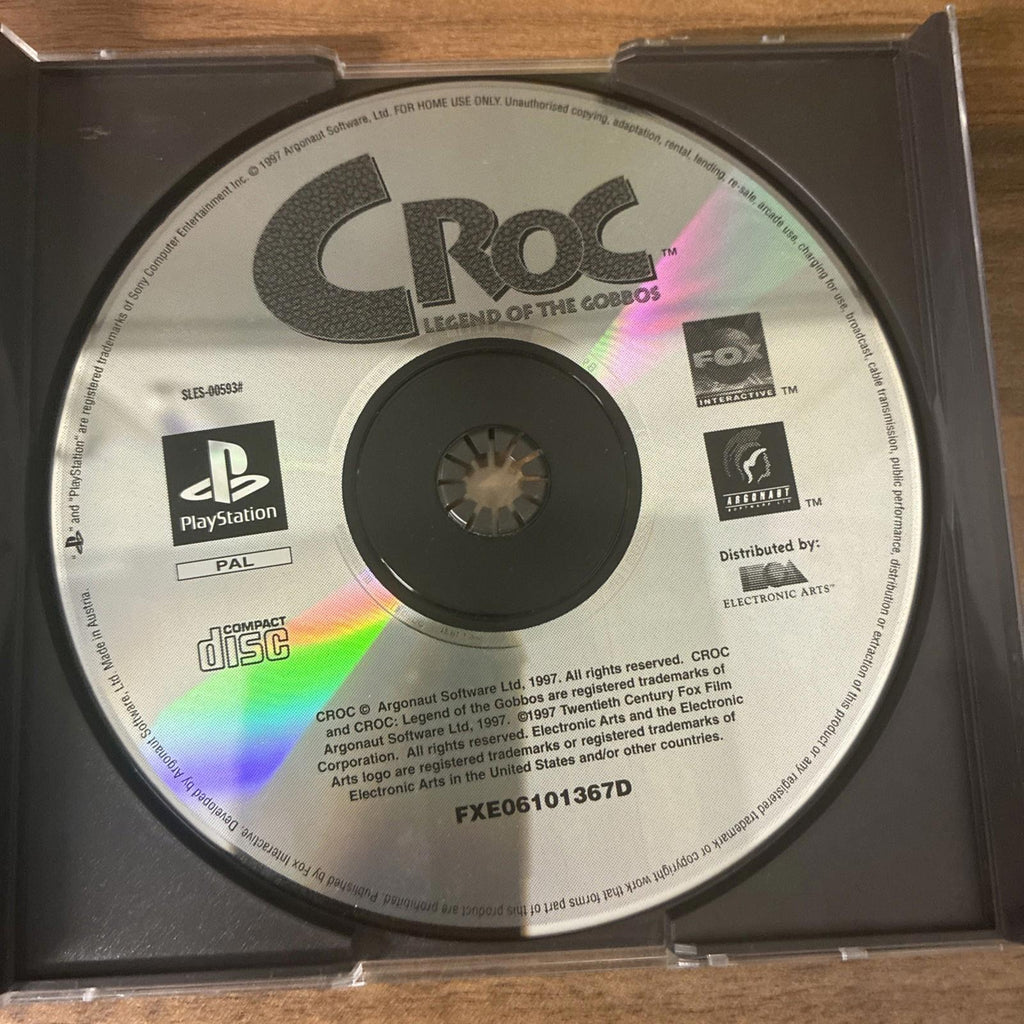 "PS" and "PlayStation" are registered trademarks of Sony Computer Entertainment Inc. © 1997 Argonaut Software, Ltd. FOR HOME USE ONLY. Unauthorised copying, adaptation, rental, lending, re-sale, arcade use, charging for use, broadcast, cable transmission, public performance, distribution or extraction of this product or any registered trademark or copyright work that forms part of this product are prohibited. Published by Fox Interactive. Developed by Argonaut Software, Ltd. Made in Austria.
CROC™
LEGEND OF THE GOBBOS
SLES-00593#
PlayStation
PAL
COMPACT
disc
FOX
INTERACTIVE™
ARGONAUT
SOFTWARE LTD™
Distributed by:
EA
ELECTRONIC ARTS™
CROC © Argonaut Software Ltd, 1997. All rights reserved. CROC
and CROC: Legend of the Gobbos are registered trademarks of
Argonaut Software Ltd, 1997. ©1997 Twentieth Century Fox Film
Corporation. All rights reserved. Electronic Arts and the Electronic
Arts logo are trademarks or registered trademarks of
Electronic Arts in the United States and/or other countries.
FXE06101367D